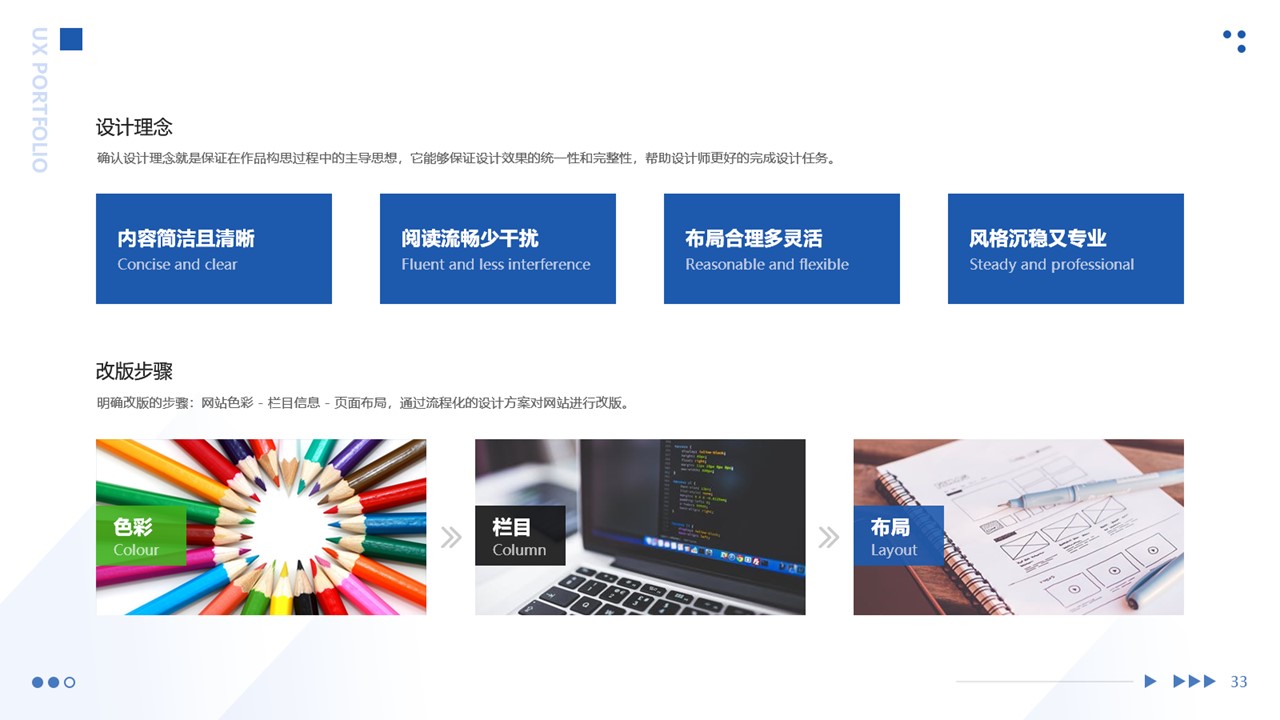 UX PORTFOLIO
设计理念
确认设计理念就是保证在作品构思过程中的主导思想，它能够保证设计效果的统一性和完整性，帮助设计师更好的完成设计任务。
内容简洁且清晰
Concise and clear
阅读流畅少干扰
Fluent and less interference
布局合理多灵活
Reasonable and flexible
风格沉稳又专业
Steady and professional
改版步骤
明确改版的步骤：网站色彩 - 栏目信息 - 页面布局，通过流程化的设计方案对网站进行改版。
色彩
Colour
栏目
Column
布局
Layout
33